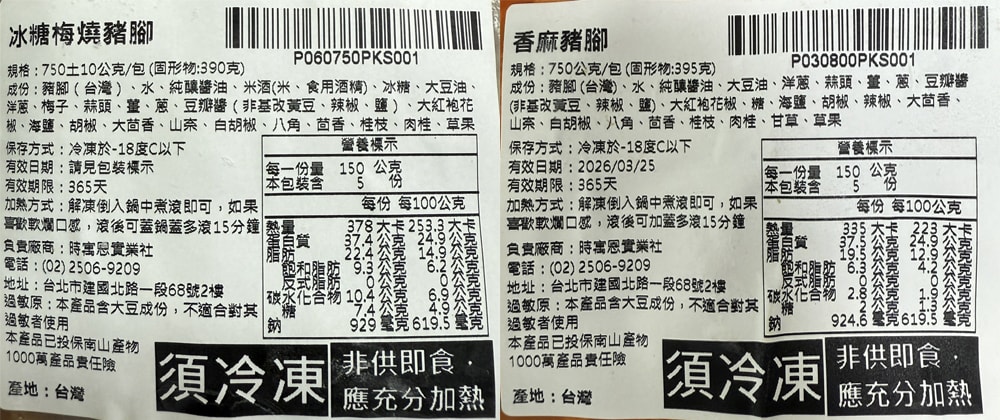 冰糖梅燒豬腳
P060750PKS001
規格：750土10公克/包 (固形物:390克)
成份：豬腳（台灣）、水、純釀醬油、米酒(米、食用酒精)、冰糖、大豆油、
洋蔥、梅子、蒜頭、薑、蔥、豆瓣醬 (非基改黃豆、辣椒、鹽)、大紅袍花
椒、海鹽、胡椒、大茴香、山奈、白胡椒、八角、茴香、桂枝、肉桂、草果
保存方式：冷凍於-18度C以下
有效日期：請見包裝標示
有效期限：365天
加熱方式：解凍倒入鍋中煮滾即可，如果
喜歡軟爛口感，滾後可蓋鍋蓋多滾15分鐘
負責廠商：時寓恩實業社
電話：(02) 2506-9209
地址：台北市建國北路一段68號2樓
過敏原：本產品含大豆成份，不適合對其
過敏者使用
本產品已投保南山產物
1000萬產品責任險
產地：台灣
營養標示
每一份量 150 公克
本包裝含 5 份
每份 每100公克
熱量 378 大卡 253.3 大卡
蛋白質 37.4 公克 24.9 公克
脂肪 22.4 公克 14.9 公克
飽和脂肪 9.3 公克 6.2 公克
反式脂肪 0 公克 0 公克
碳水化合物 10.4 公克 6.9 公克
糖 7.4 公克 4.9 公克
鈉 929 毫克 619.5 毫克
須冷凍
非供即食，
應充分加熱
香麻豬腳
P030800PKS001
規格：750公克/包 (固形物:395克)
成份：豬腳 (台灣)、水、純釀醬油、大豆油、洋蔥、蒜頭、薑、蔥、豆瓣醬
(非基改黃豆、辣椒、鹽)、大紅袍花椒、糖、海鹽、胡椒、辣椒、大茴香、
山奈、白胡椒、八角、茴香、桂枝、肉桂、甘草、草果
保存方式：冷凍於-18度C以下
有效日期：2026/03/25
有效期限：365天
加熱方式：解凍倒入鍋中煮滾即可，如果
喜歡軟爛口感，滾後可加蓋多滾15分鐘
負責廠商：時寓恩實業社
電話：(02) 2506-9209
地址：台北市建國北路一段68號2樓
過敏原：本產品含大豆成份，不適合對其
過敏者使用
本產品已投保南山產物
1000萬產品責任險
產地：台灣
營養標示
每一份量 150 公克
本包裝含 5 份
每份 每100公克
熱量 335 大卡 223 大卡
蛋白質 37.5 公克 24.9 公克
脂肪 19.5 公克 12.9 公克
飽和脂肪 6.3 公克 4.2 公克
反式脂肪 0 公克 0 公克
碳水化合物 2.8 公克
糖
鈉 924.6 毫克 619.5 毫克
須冷凍
非供即食，
應充分加熱